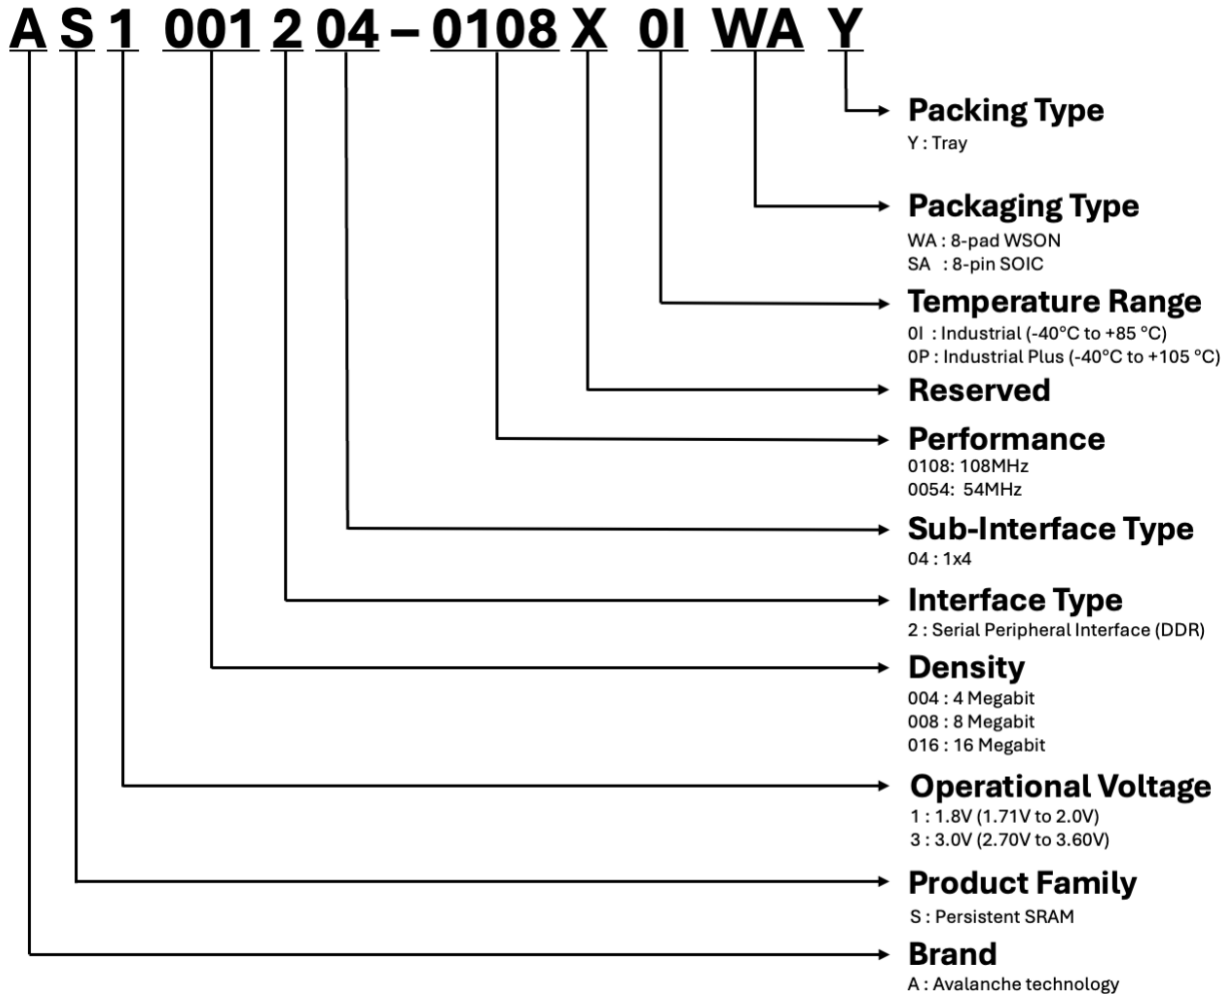 A S 1 001 2 04 – 0108 X 0I WA Y
Packing Type
Y : Tray
Packaging Type
WA : 8-pad WSON
SA : 8-pin SOIC
Temperature Range
0I : Industrial (-40°C to +85 °C)
0P : Industrial Plus (-40°C to +105 °C)
Reserved
Performance
0108: 108MHz
0054: 54MHz
Sub-Interface Type
04 : 1x4
Interface Type
2 : Serial Peripheral Interface (DDR)
Density
004 : 4 Megabit
008 : 8 Megabit
016 : 16 Megabit
Operational Voltage
1 : 1.8V (1.71V to 2.0V)
3 : 3.0V (2.70V to 3.60V)
Product Family
S : Persistent SRAM
Brand
A : Avalanche technology